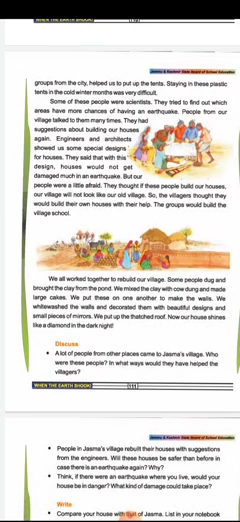 WHEN THE EARTH SHOOK!
Jammu & Kashmir State Board of School Education
groups from the city, helped us to put up the tents. Staying in these plastic
tents in the cold winter months was very difficult.
Some of these people were scientists. They tried to find out which
areas have more chances of having an earthquake. People from our
village talked to them many times. They had
suggestions about building our houses
again. Engineers and architects
showed us some special designs
for houses. They said that with this
design, houses would not get
damaged much in an earthquake. But our
people were a little afraid. They thought if these people build our houses,
our village will not look like our old village. So, the villagers thought they
would build their own houses with their help. The groups would build the
village school.
We all worked together to rebuild our village. Some people dug and
brought the clay from the pond. We mixed the clay with cow dung and made
large cakes. We put these on one another to make the walls. We
whitewashed the walls and decorated them with beautiful designs and
small pieces of mirrors. We put up the thatched roof. Now our house shines
like a diamond in the dark night!
Discuss
• A lot of people from other places came to Jasma's village. Who
were these people? In what ways would they have helped the
villagers?
WHEN THE EARTH SHOOK!
Jammu & Kashmir State Board of School Education
• People in Jasma's village rebuilt their houses with suggestions
from the engineers. Will these houses be safer than before in
case there is an earthquake again? Why?
• Think, if there were an earthquake where you live, would your
house be in danger? What kind of damage could take place?
Write
• Compare your house with that of Jasma. List in your notebook